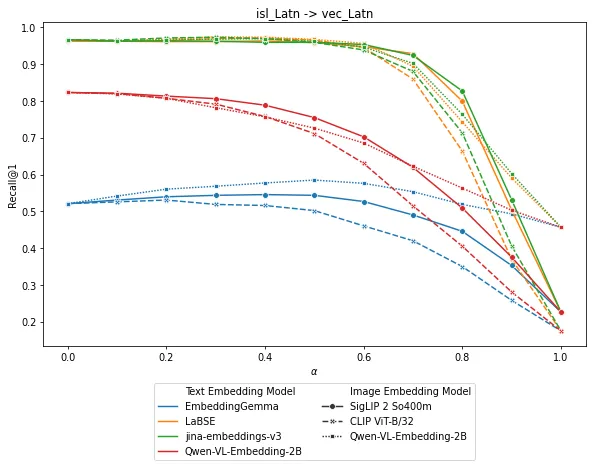 isl_Latn -> vec_Latn
1.0
0.9
0.8
0.7
0.6
0.5
0.4
0.3
0.2
Recall@1
0.0 0.2 0.4 0.6 0.8 1.0
α
Text Embedding Model Image Embedding Model
EmbeddingGemma SigLIP 2 So400m
LaBSE CLIP ViT-B/32
jina-embeddings-v3 Qwen-VL-Embedding-2B
Qwen-VL-Embedding-2B